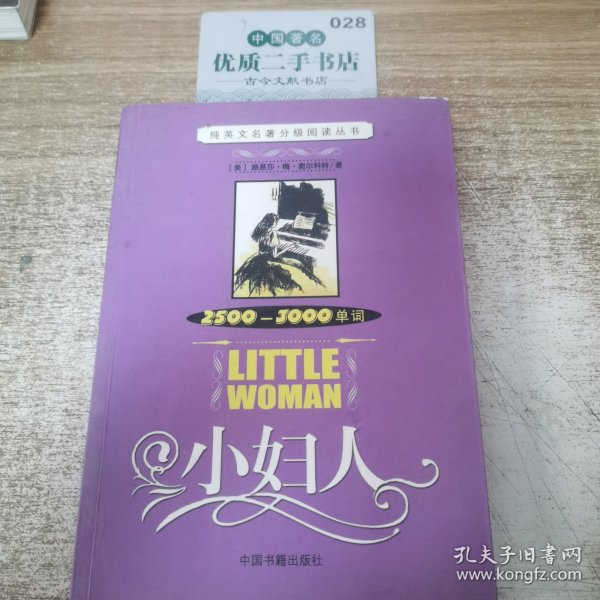 028
中国著名
优质二手书店
古今文献书店
纯英文名著分级阅读丛书
[美] 路易莎·梅·奥尔科特/著
2500-3000单词
LITTLE
WOMAN
小妇人
中国书籍出版社
孔夫子旧书网
www.kongfz.com